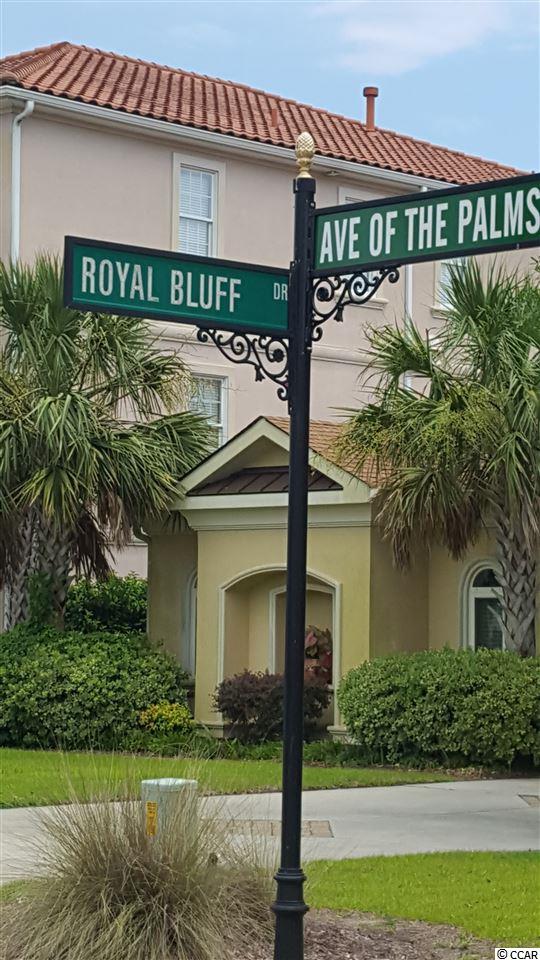 ROYAL BLUFF DR
AVE OF THE PALMS
© CCAR